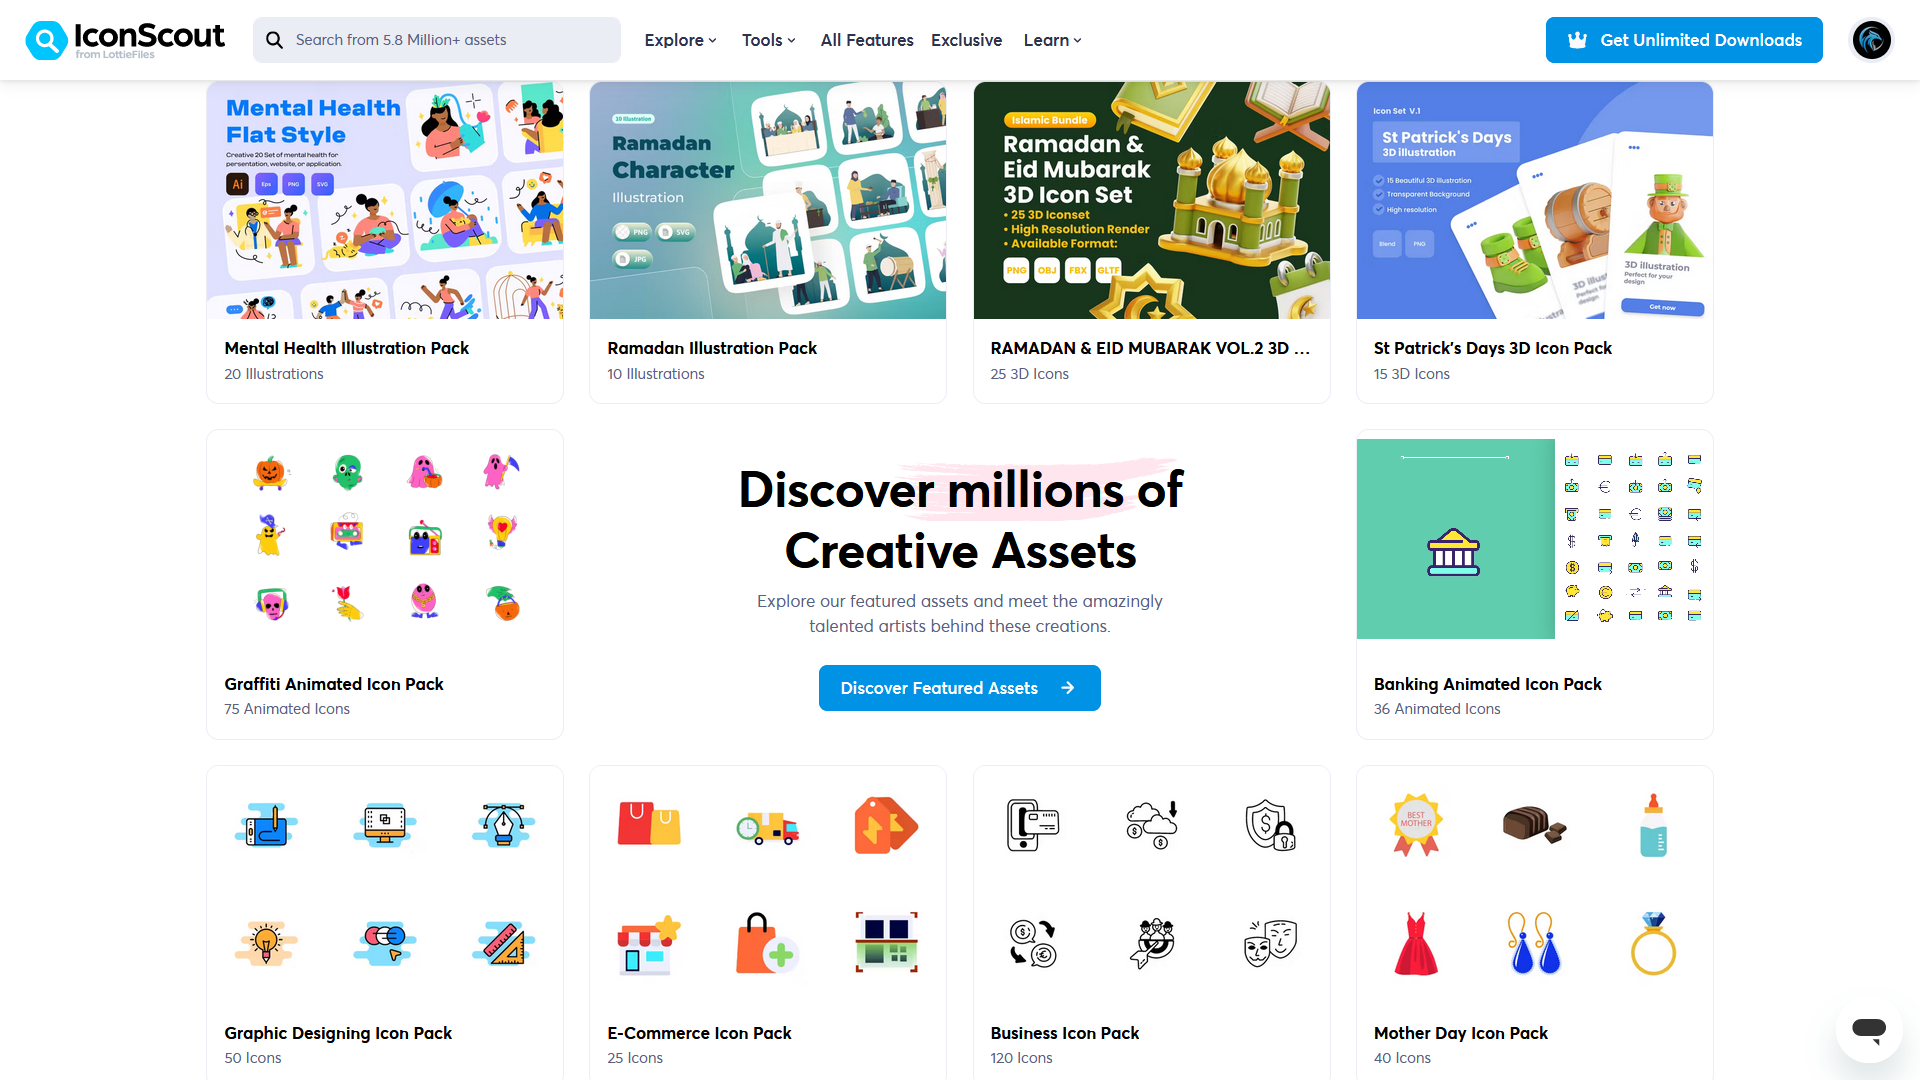 IconScout
from LottieFiles
Search from 5.8 Million+ assets
Explore
Tools
All Features
Exclusive
Learn
Get Unlimited Downloads
Mental Health
Flat Style
Creative 20 Set of mental health for
persentation, website, or application.
Ai
Eps
PNG
SVG
Mental Health Illustration Pack
20 Illustrations
10 Illustration
Ramadan
Character
Illustration
PNG
SVG
JPG
Ramadan Illustration Pack
10 Illustrations
Islamic Bundle
Ramadan &
Eid Mubarak
3D Icon Set
• 25 3D Iconset
• High Resolution Render
• Available Format:
PNG
OBJ
FBX
GLTF
RAMADAN & EID MUBARAK VOL.2 3D ...
25 3D Icons
Icon Set V.1
St Patrick's Days
3D illustration
15 Beautiful 3D illustration
Transparent Background
High resolution
Blend
PNG
3D illustration
Perfect for your
design
Get now
St Patrick's Days 3D Icon Pack
15 3D Icons
Graffiti Animated Icon Pack
75 Animated Icons
Discover millions of
Creative Assets
Explore our featured assets and meet the amazingly
talented artists behind these creations.
Discover Featured Assets
Banking Animated Icon Pack
36 Animated Icons
Graphic Designing Icon Pack
50 Icons
E-Commerce Icon Pack
25 Icons
Business Icon Pack
120 Icons
BEST
MOTHER
Mother Day Icon Pack
40 Icons